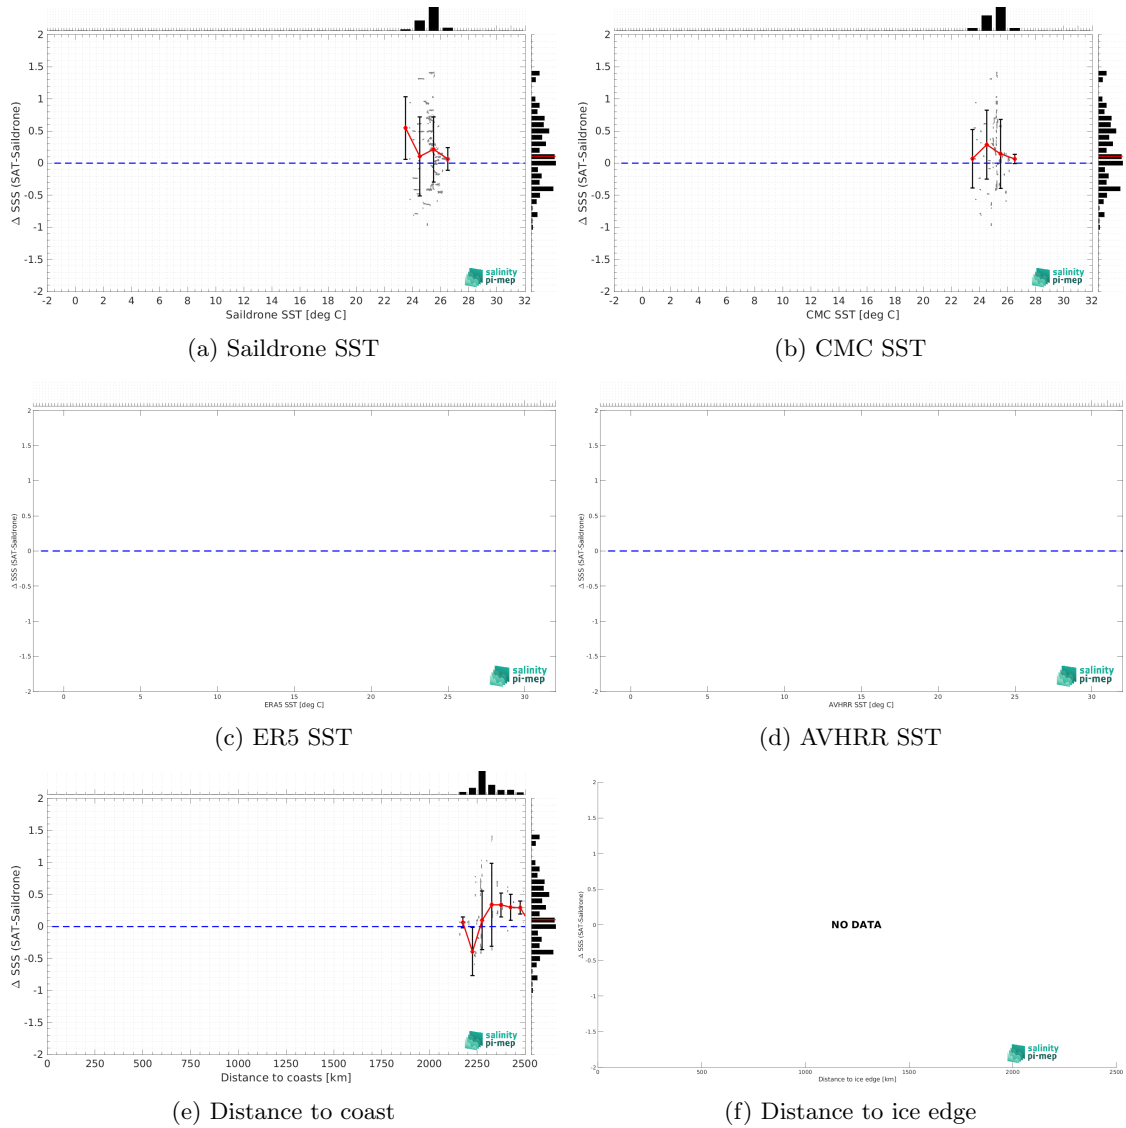 2
1.5
1
0.5
0
-0.5
-1
-1.5
-2
Δ SSS (SAT-Saildrone)
-2 0 2 4 6 8 10 12 14 16 18 20 22 24 26 28 30 32
Saildrone SST [deg C]
salinity
pi-mep
(a) Saildrone SST
2
1.5
1
0.5
0
-0.5
-1
-1.5
-2
Δ SSS (SAT-Saildrone)
-2 0 2 4 6 8 10 12 14 16 18 20 22 24 26 28 30 32
CMC SST [deg C]
salinity
pi-mep
(b) CMC SST
2
1.5
1
0.5
0
-0.5
-1
-1.5
-2
Δ SSS (SAT-Saildrone)
0 5 10 15 20 25 30
ERA5 SST [deg C]
salinity
pi-mep
(c) ER5 SST
2
1.5
1
0.5
0
-0.5
-1
-1.5
-2
Δ SSS (SAT-Saildrone)
0 5 10 15 20 25 30
AVHRR SST [deg C]
salinity
pi-mep
(d) AVHRR SST
2
1.5
1
0.5
0
-0.5
-1
-1.5
-2
Δ SSS (SAT-Saildrone)
0 250 500 750 1000 1250 1500 1750 2000 2250 2500
Distance to coasts [km]
salinity
pi-mep
(e) Distance to coast
2
1.5
1
0.5
0
-0.5
-1
-1.5
-2
Δ SSS (SAT-Saildrone)
NO DATA
0 500 1000 1500 2000 2500
Distance to ice edge [km]
salinity
pi-mep
(f) Distance to ice edge